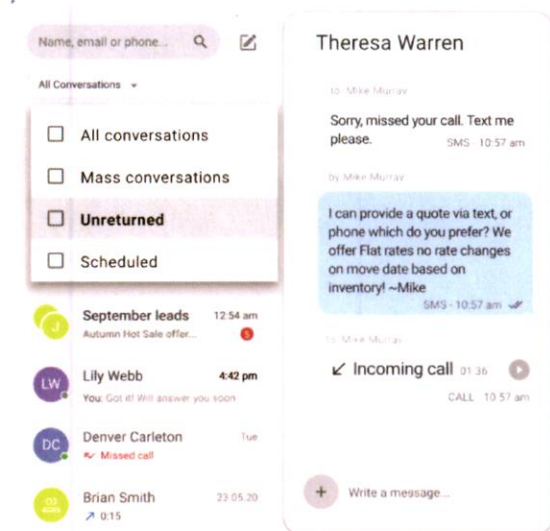 Name, email or phone...
All Conversations
All conversations
Mass conversations
Unreturned
Scheduled
September leads 12:54 am
Autumn Hot Sale offer... 5
J
LW
Lily Webb 4:42 pm
You: Got it! Will answer you soon
DC
Denver Carleton Tue
Missed call
Brian Smith 23.05.20
0:15
Theresa Warren
to: Mike Murray
Sorry, missed your call. Text me
please. SMS · 10:57 am
by Mike Murray
I can provide a quote via text, or
phone which do you prefer? We
offer Flat rates no rate changes
on move date based on
inventory! ~Mike
SMS - 10:57 am
to: Mike Murray
Incoming call 01:36
CALL 10:57 am
+ Write a message...